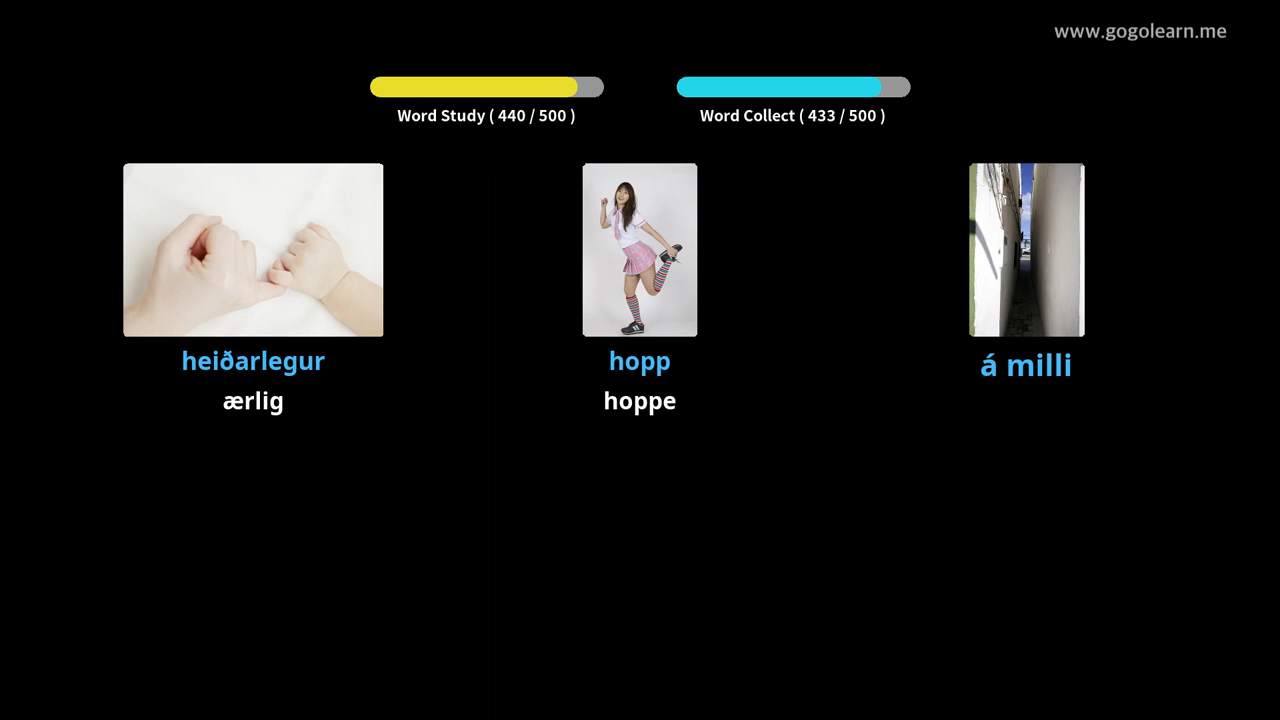 www.gogolearn.me
Word Study ( 440 / 500 )
Word Collect ( 433 / 500 )
heiðarlegur
ærlig
hopp
hoppe
á milli